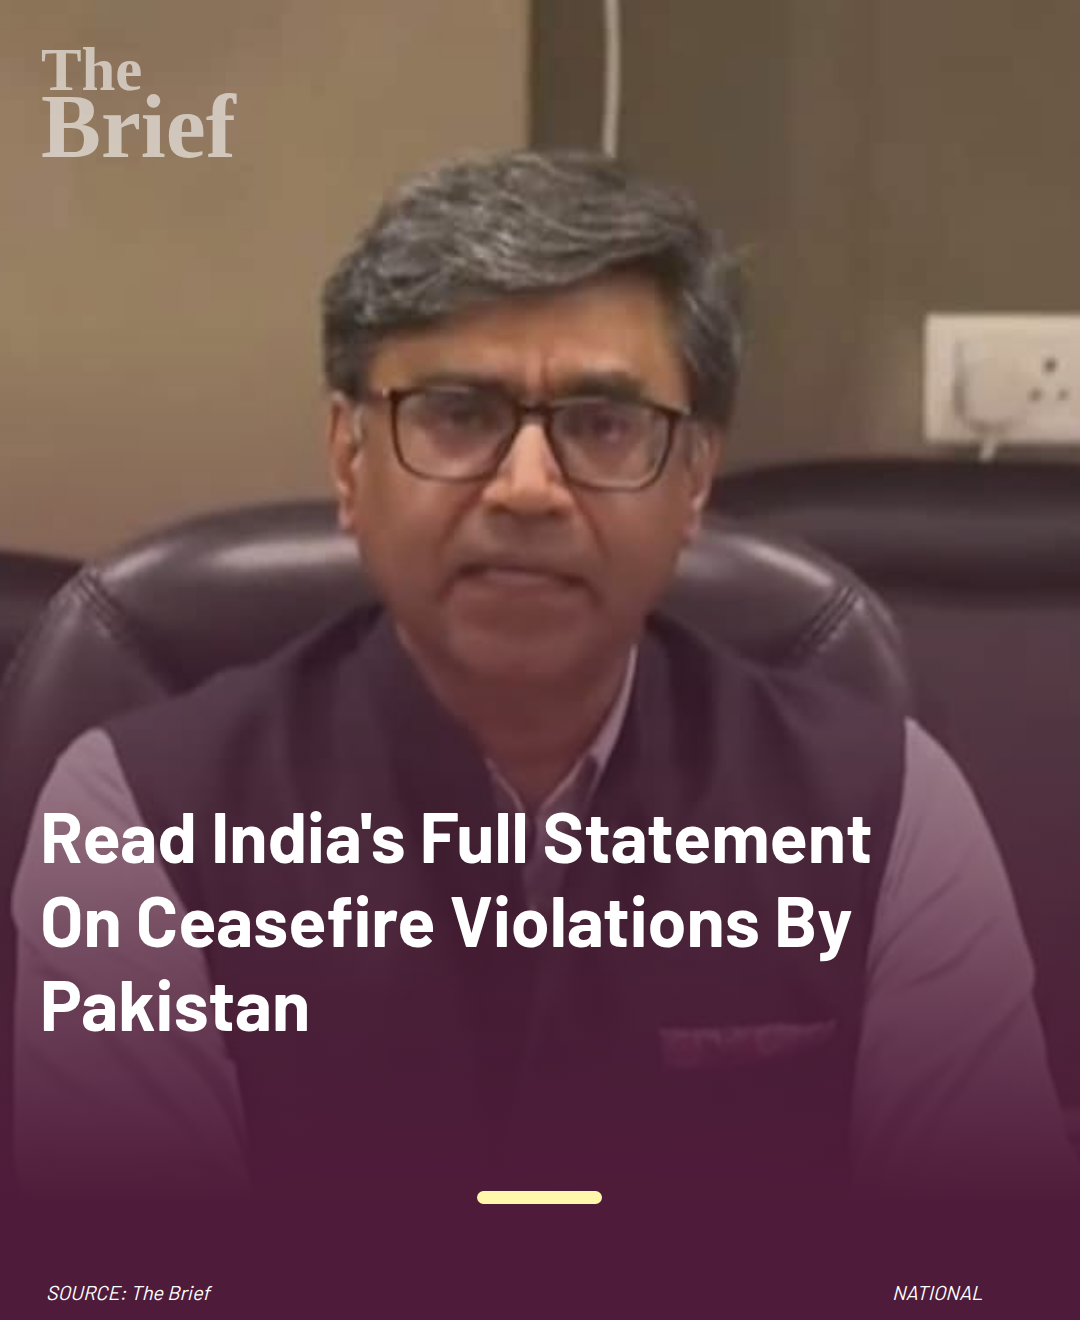 The
Brief
Read India's Full Statement
On Ceasefire Violations By
Pakistan
SOURCE: The Brief
NATIONAL